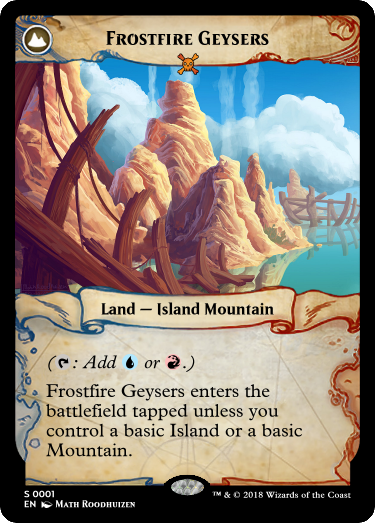 Frostfire Geysers
Land — Island Mountain
(: Add or .)
Frostfire Geysers enters the
battlefield tapped unless you
control a basic Island or a basic
Mountain.
S 0001
EN Math Roodhuizen
™ & © 2018 Wizards of the Coast